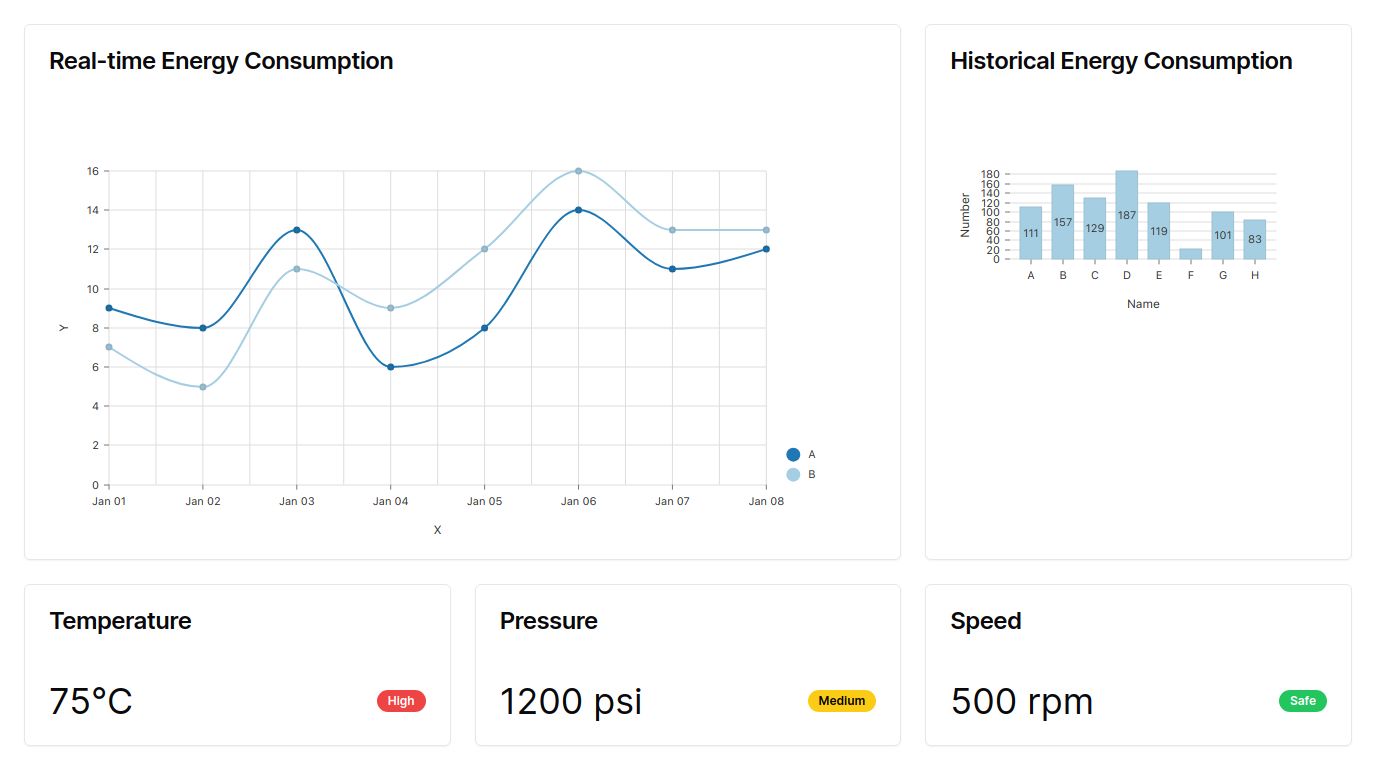 Real-time Energy Consumption
16
14
12
10
8
6
4
2
0
Y
Jan 01 Jan 02 Jan 03 Jan 04 Jan 05 Jan 06 Jan 07 Jan 08
X
A
B
Historical Energy Consumption
180
160
140
120
100
80
60
40
20
0
Number
111 157 129 187 119 101 83
A B C D E F G H
Name
Temperature
75°C High
Pressure
1200 psi Medium
Speed
500 rpm Safe